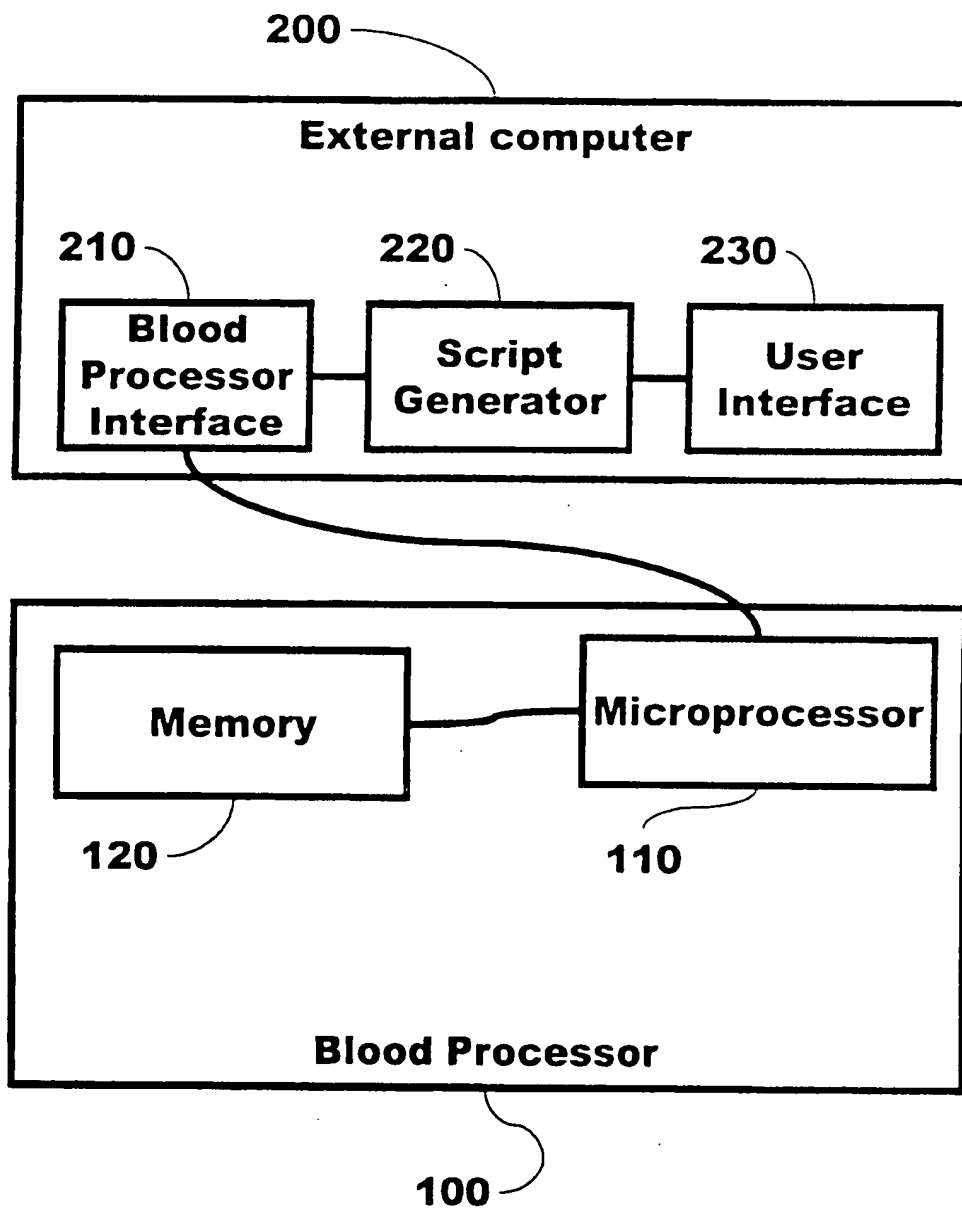 200
External computer
210
220
230
Blood
Processor
Interface
Script
Generator
User
Interface
Memory
Microprocessor
120
110
Blood Processor
100